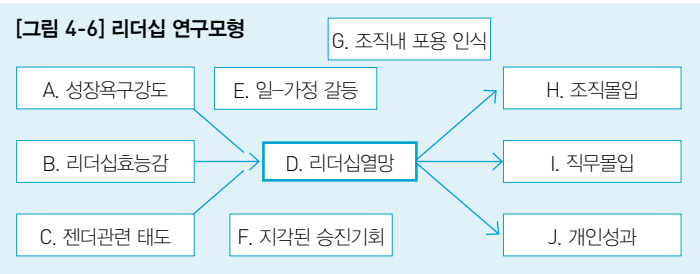 [그림 4-6] 리더십 연구모형
G. 조직내 포용 인식
A. 성장욕구강도
E. 일-가정 갈등
H. 조직몰입
B. 리더십효능감
D. 리더십열망
I. 직무몰입
C. 젠더관련 태도
F. 지각된 승진기회
J. 개인성과